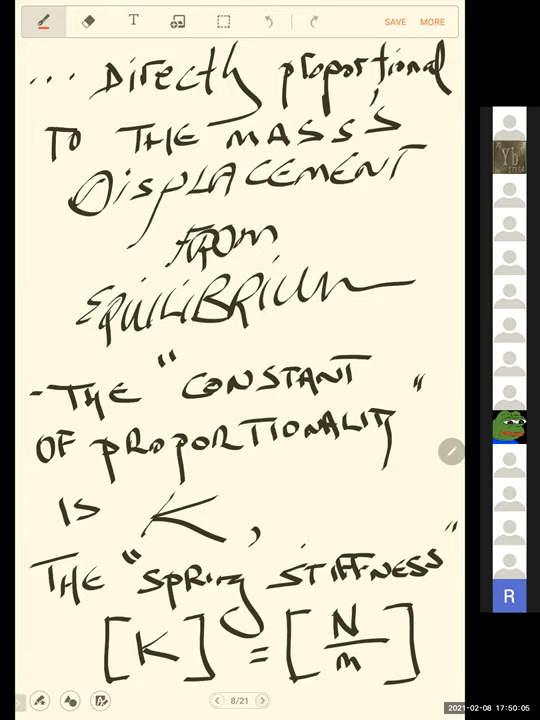 T
SAVE
MORE
... Directly proportional
TO THE MASS'S
DISPLACEMENT
FROM
EQUILIBRIUM
- THE "CONSTANT
OF PROPORTIONALITY"
IS K,
THE "SPRING STIFFNESS"
[K] = [N/m]
8/21
Yb
R
2021-02-08 17:50:05